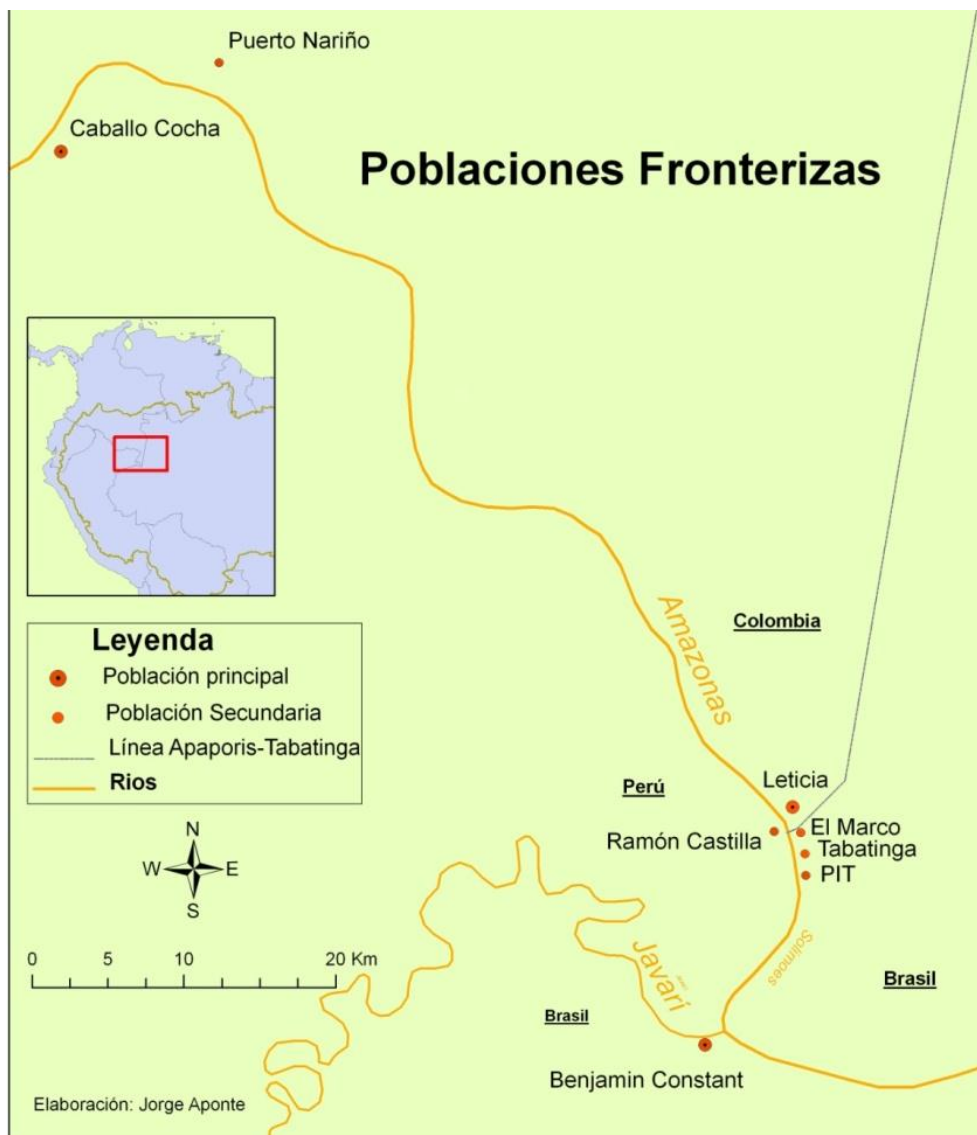 Puerto Nariño
Caballo Cocha
Poblaciones Fronterizas
Amazonas
Colombia
Leyenda
Población principal
Población Secundaria
Línea Apaporis-Tabatinga
Rios
Perú
Leticia
Ramón Castilla
El Marco
Tabatinga
PIT
N
W
E
S
0 5 10 20 Km
Solimoes
Javarí
Brasil
Brasil
Benjamin Constant
Elaboración: Jorge Aponte